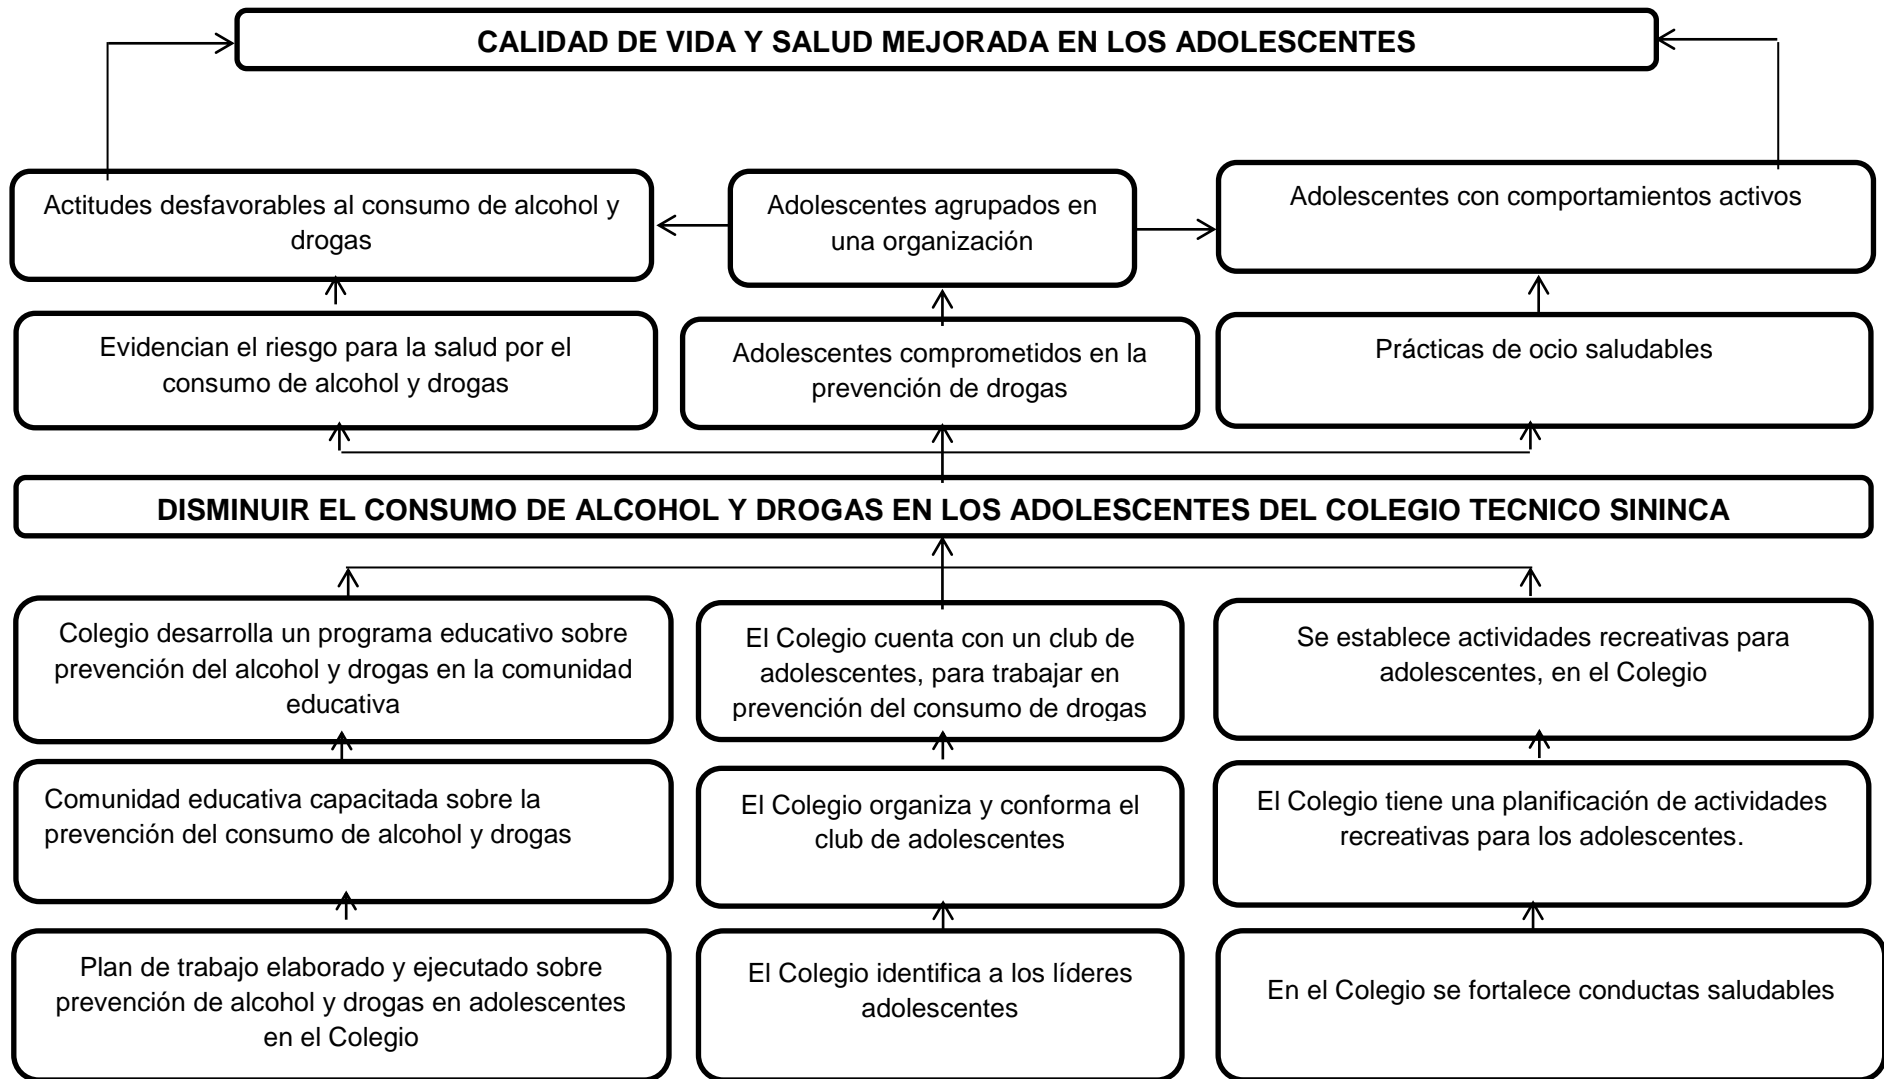 CALIDAD DE VIDA Y SALUD MEJORADA EN LOS ADOLESCENTES
Actitudes desfavorables al consumo de alcohol y
drogas
Adolescentes agrupados en
una organización
Adolescentes con comportamientos activos
Evidencian el riesgo para la salud por el
consumo de alcohol y drogas
Adolescentes comprometidos en la
prevención de drogas
Prácticas de ocio saludables
DISMINUIR EL CONSUMO DE ALCOHOL Y DROGAS EN LOS ADOLESCENTES DEL COLEGIO TECNICO SININCA
Colegio desarrolla un programa educativo sobre
prevención del alcohol y drogas en la comunidad
educativa
El Colegio cuenta con un club de
adolescentes, para trabajar en
prevención del consumo de drogas
Se establece actividades recreativas para
adolescentes, en el Colegio
Comunidad educativa capacitada sobre la
prevención del consumo de alcohol y drogas
El Colegio organiza y conforma el
club de adolescentes
El Colegio tiene una planificación de actividades
recreativas para los adolescentes.
Plan de trabajo elaborado y ejecutado sobre
prevención de alcohol y drogas en adolescentes
en el Colegio
El Colegio identifica a los líderes
adolescentes
En el Colegio se fortalece conductas saludables